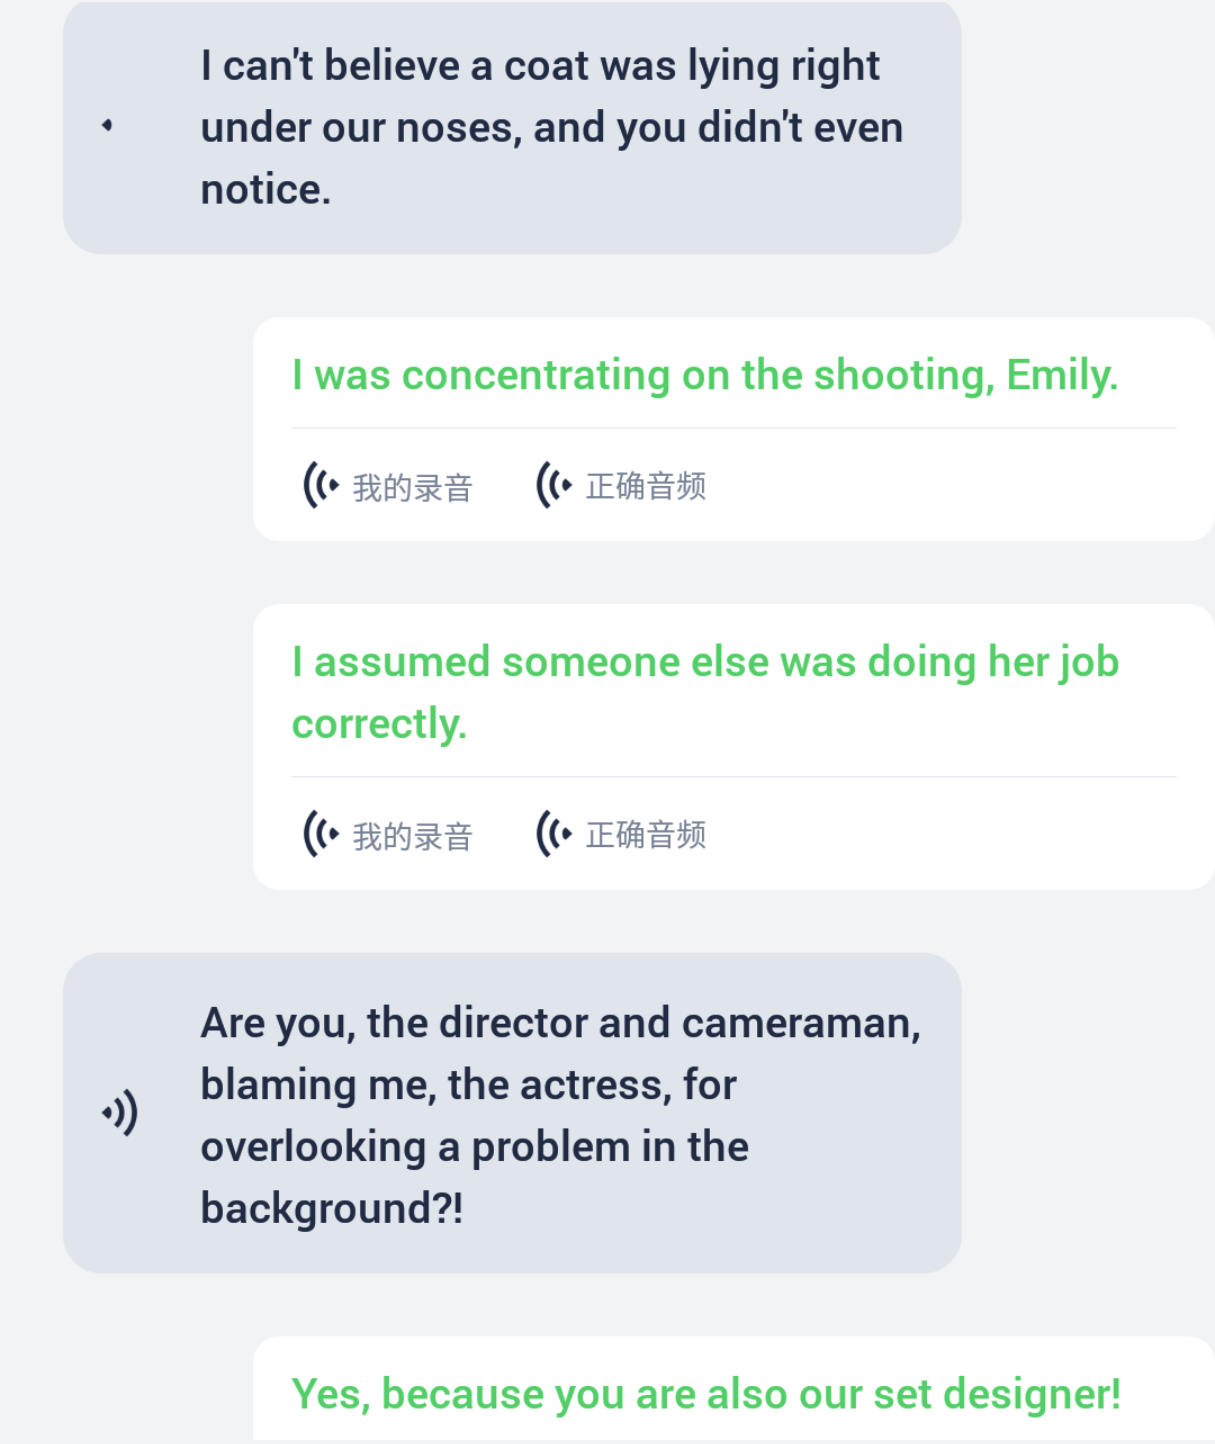 I can't believe a coat was lying right
under our noses, and you didn't even
notice.
I was concentrating on the shooting, Emily.
我的录音 正确音频
I assumed someone else was doing her job
correctly.
我的录音 正确音频
Are you, the director and cameraman,
blaming me, the actress, for
overlooking a problem in the
background?!
Yes, because you are also our set designer!